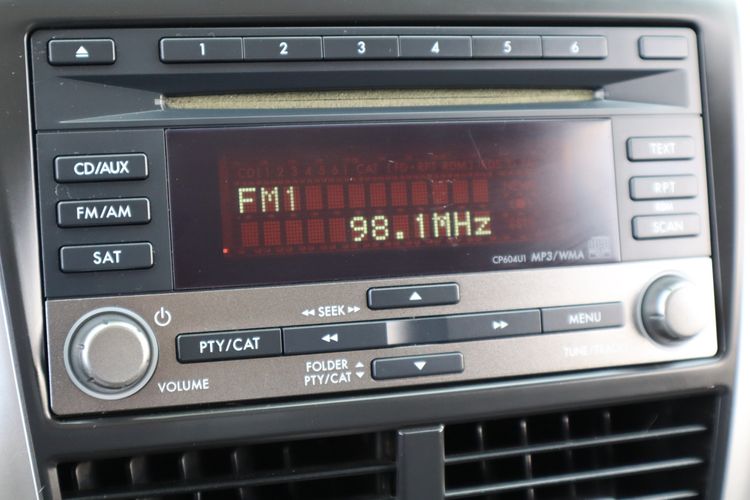 1 2 3 4 5 6
CD/AUX
TEXT
FM1
FM/AM
RPT
98.1MHz
RDM
SCAN
SAT
CP604U1 MP3/WMA
SEEK
PTY/CAT
MENU
FOLDER
PTY/CAT
VOLUME